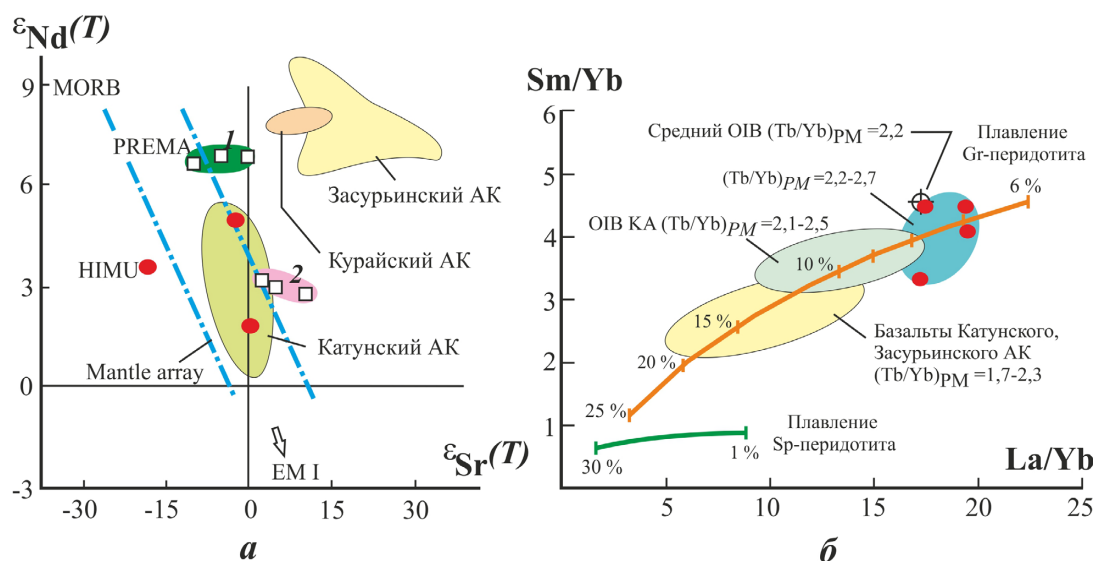 εNd(T)
9
6
3
0
-3
MORB
PREMA
1
Засурьинский АК
Курайский АК
HIMU
2
Катунский АК
Mantle array
εSr(T)
EM I
-30
-15
0
15
30
а
Sm/Yb
6
5
4
3
2
1
Средний OIB (Tb/Yb)PM =2,2
Плавление
Gr-перидотита
(Tb/Yb)PM=2,2-2,7
6 %
OIB KA (Tb/Yb)PM=2,1-2,5
10 %
15 %
20 %
25 %
Базальты Катунского,
Засурьинского АК
(Tb/Yb)PM=1,7-2,3
Плавление
Sp-перидотита
30 %
1 %
La/Yb
5
10
15
20
25
б